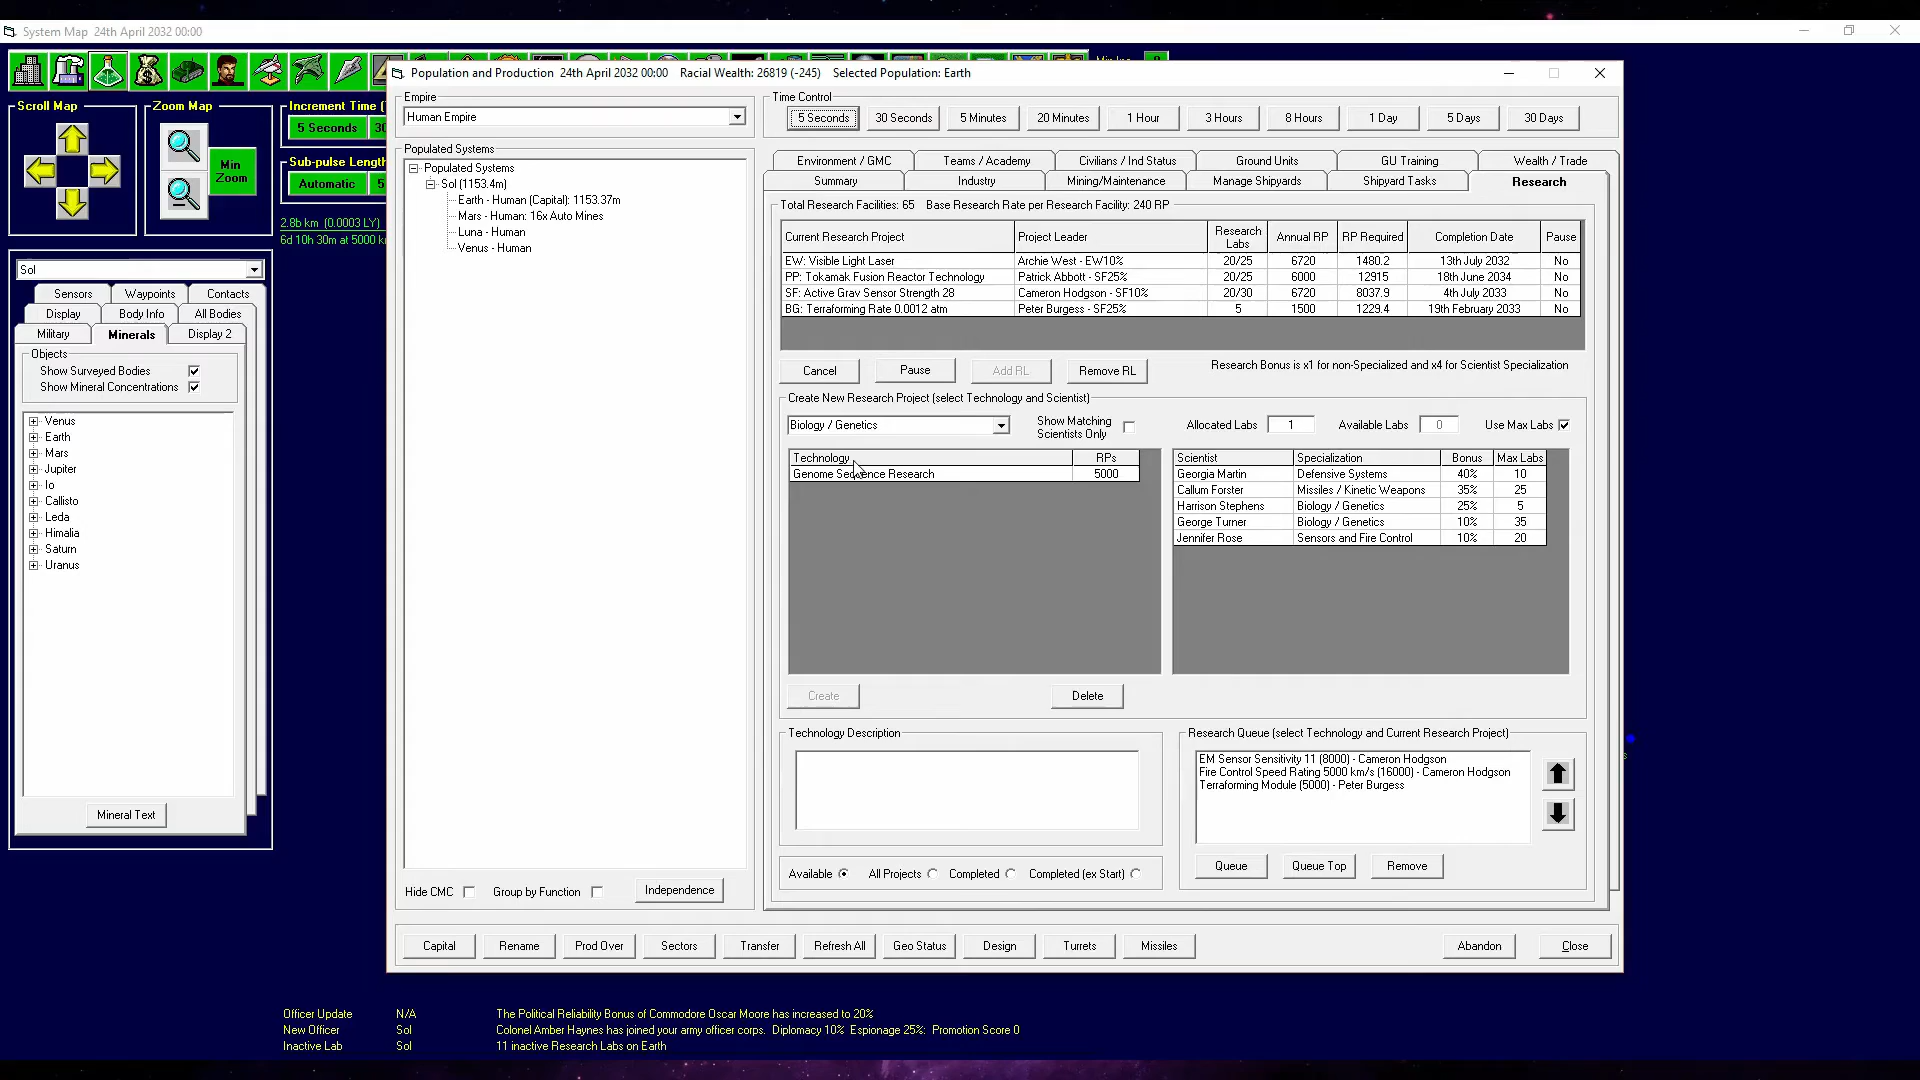 System Map 24th April 2032 00:00
Scroll Map
Zoom Map
Min Zoom
Increment Time (
5 Seconds
30
Sub-pulse Length
Automatic
5
2.8b km (0.0003 LY)
6d 10h 30m at 5000 k
Sol
Sensors Waypoints Contacts
Display Body Info All Bodies
Military Minerals Display 2
Objects
Show Surveyed Bodies
Show Mineral Concentrations
Venus
Earth
Mars
Jupiter
Io
Callisto
Leda
Himalia
Saturn
Uranus
Mineral Text
Population and Production 24th April 2032 00:00 Racial Wealth: 26819 (-245) Selected Population: Earth
Empire
Human Empire
Populated Systems
Populated Systems
Sol (1153.4m)
Earth - Human (Capital): 1153.37m
Mars - Human: 16x Auto Mines
Luna - Human
Venus - Human
Hide CMC
Group by Function
Independence
Time Control
5 Seconds 30 Seconds 5 Minutes 20 Minutes 1 Hour 3 Hours 8 Hours 1 Day 5 Days 30 Days
Environment / GMC Teams / Academy Civilians / Ind Status Ground Units GU Training Wealth / Trade
Summary Industry Mining/Maintenance Manage Shipyards Shipyard Tasks Research
Total Research Facilities: 65 Base Research Rate per Research Facility: 240 RP
Current Research Project Project Leader Research Labs Annual RP RP Required Completion Date Pause
EW: Visible Light Laser Archie West - EW10% 20/25 6720 1480.2 13th July 2032 No
PP: Tokamak Fusion Reactor Technology Patrick Abbott - SF25% 20/25 6000 12915 18th June 2034 No
SF: Active Grav Sensor Strength 28 Cameron Hodgson - SF10% 20/30 6720 8037.9 4th July 2033 No
BG: Terraforming Rate 0.0012 atm Peter Burgess - SF25% 5 1500 1229.4 19th February 2033 No
Cancel Pause Add RL Remove RL Research Bonus is x1 for non-Specialized and x4 for Scientist Specialization
Create New Research Project (select Technology and Scientist)
Biology / Genetics
Show Matching Scientists Only
Allocated Labs 1 Available Labs 0 Use Max Labs
Technology RPs
Genome Sequence Research 5000
Scientist Specialization Bonus Max Labs
Georgia Martin Defensive Systems 40% 10
Callum Forster Missiles / Kinetic Weapons 35% 25
Harrison Stephens Biology / Genetics 25% 5
George Turner Biology / Genetics 10% 35
Jennifer Rose Sensors and Fire Control 10% 20
Create Delete
Technology Description
Research Queue (select Technology and Current Research Project)
EM Sensor Sensitivity 11 (8000) - Cameron Hodgson
Fire Control Speed Rating 5000 km/s (16000) - Cameron Hodgson
Terraforming Module (5000) - Peter Burgess
Queue Queue Top Remove
Available All Projects Completed Completed (ex Start)
Capital Rename Prod Over Sectors Transfer Refresh All Geo Status Design Turrets Missiles Abandon Close
Officer Update N/A The Political Reliability Bonus of Commodore Oscar Moore has increased to 20%
New Officer Sol Colonel Amber Haynes has joined your army officer corps. Diplomacy 10% Espionage 25%: Promotion Score 0
Inactive Lab Sol 11 inactive Research Labs on Earth